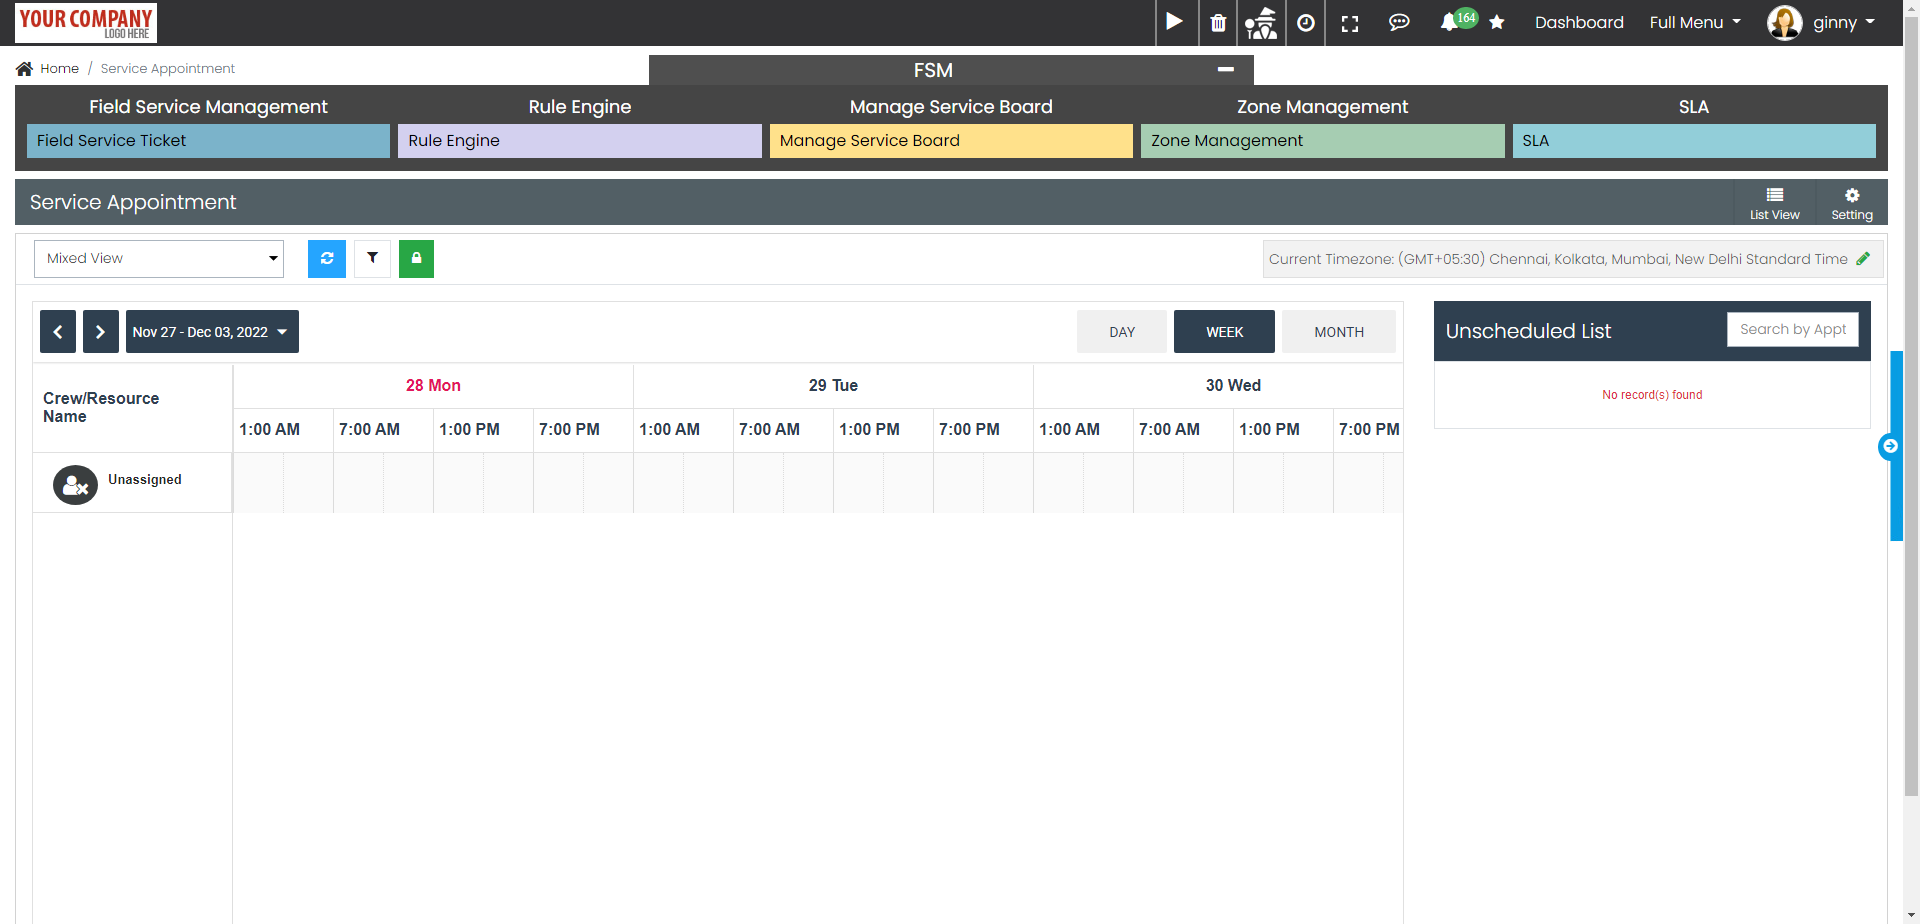 YOUR COMPANY
LOGO HERE
164
Dashboard
Full Menu
ginny
Home / Service Appointment
FSM
Field Service Management
Rule Engine
Manage Service Board
Zone Management
SLA
Field Service Ticket
Rule Engine
Manage Service Board
Zone Management
SLA
Service Appointment
List View
Setting
Mixed View
Current Timezone: (GMT+05:30) Chennai, Kolkata, Mumbai, New Delhi Standard Time
Nov 27 - Dec 03, 2022
DAY
WEEK
MONTH
Unscheduled List
Search by Appt
No record(s) found
Crew/Resource
Name
28 Mon
29 Tue
30 Wed
1:00 AM 7:00 AM 1:00 PM 7:00 PM 1:00 AM 7:00 AM 1:00 PM 7:00 PM 1:00 AM 7:00 AM 1:00 PM 7:00 PM
Unassigned